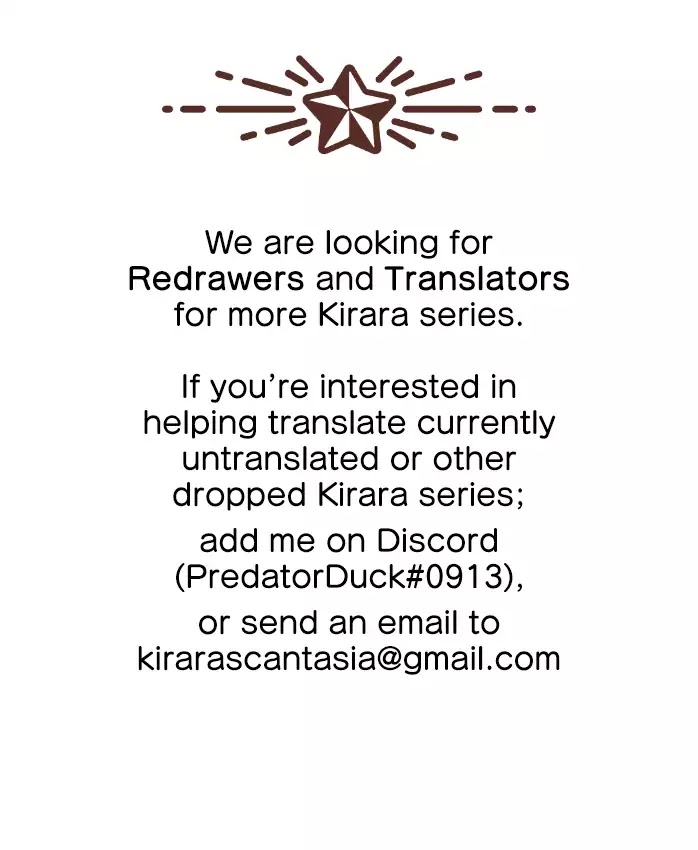 We are looking for
Redrawers and Translators
for more Kirara series.
If you’re interested in
helping translate currently
untranslated or other
dropped Kirara series;
add me on Discord
(PredatorDuck#0913),
or send an email to
kirarascantasia@gmail.com